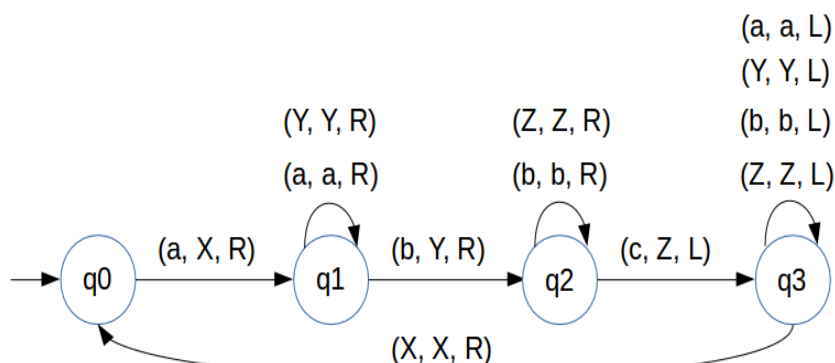 (a, a, L)
(Y, Y, L)
(Y, Y, R) (Z, Z, R) (b, b, L)
(a, a, R) (b, b, R) (Z, Z, L)
(a, X, R) (b, Y, R) (c, Z, L)
q0 q1 q2 q3
(X, X, R)